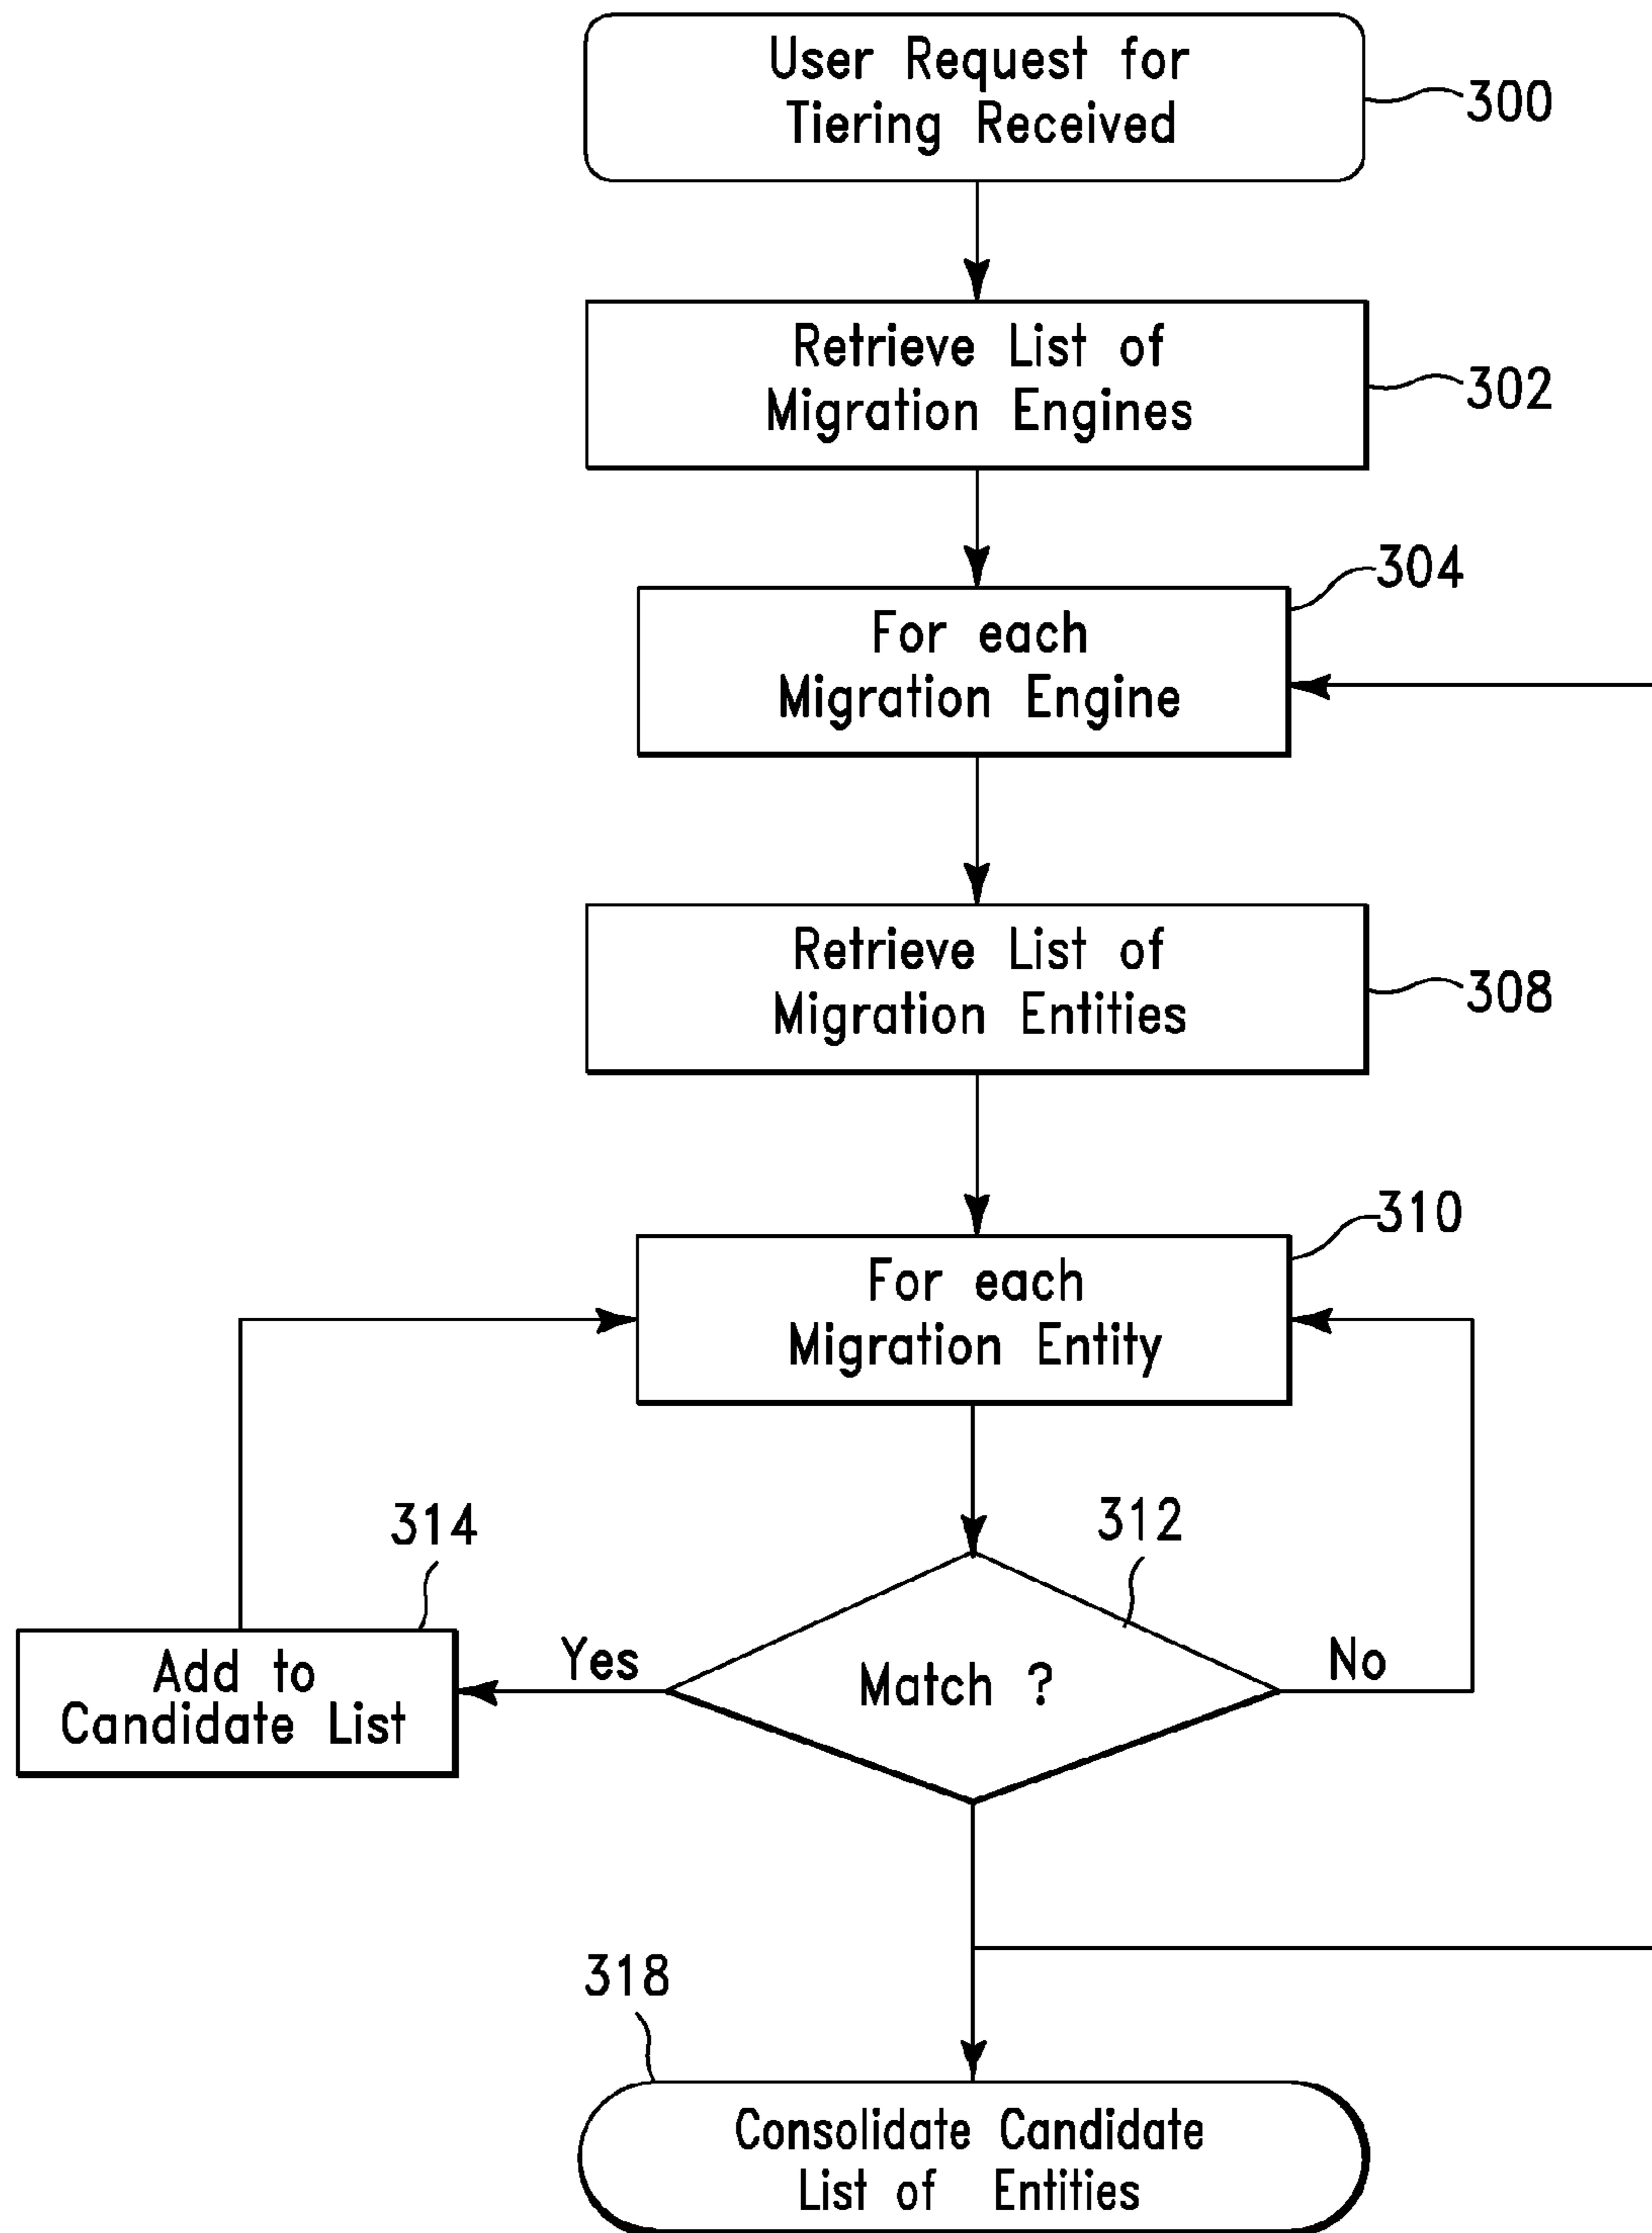 User Request for
Tiering Received
300
Retrieve List of
Migration Engines
302
304
For each
Migration Engine
Retrieve List of
Migration Entities
308
310
For each
Migration Entity
314
312
Add to
Candidate List
Yes
Match ?
No
318
Consolidate Candidate
List of Entities